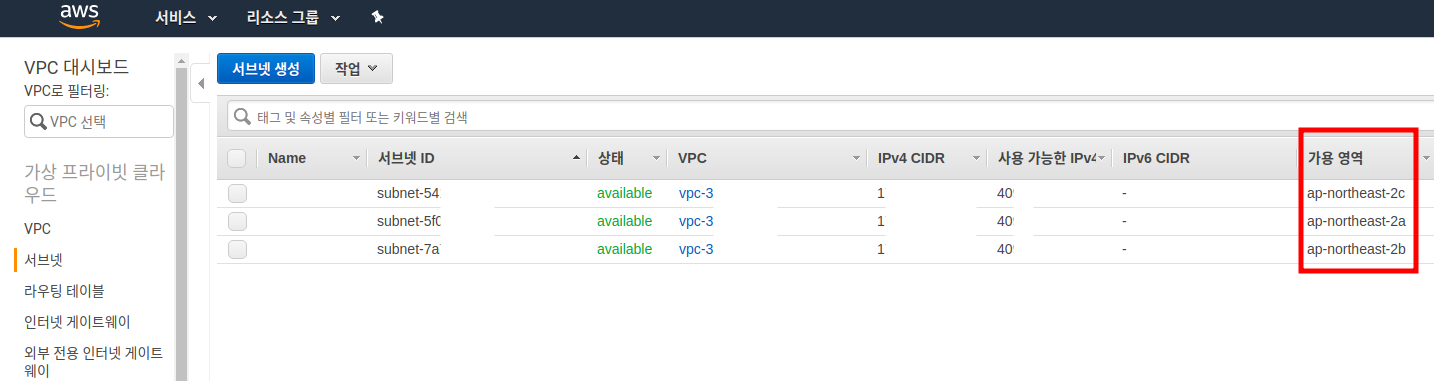 aws 서비스 리소스 그룹
VPC 대시보드
VPC로 필터링:
VPC 선택
가상 프라이빗 클라
우드
VPC
서브넷
라우팅 테이블
인터넷 게이트웨이
외부 전용 인터넷 게이트
웨이
서브넷 생성 작업
태그 및 속성별 필터 또는 키워드별 검색
Name 서브넷 ID 상태 VPC IPv4 CIDR 사용 가능한 IPv4 IPv6 CIDR 가용 영역
subnet-54 available vpc-3 1 40 - ap-northeast-2c
subnet-5f0 available vpc-3 1 40 - ap-northeast-2a
subnet-7a available vpc-3 1 40 - ap-northeast-2b